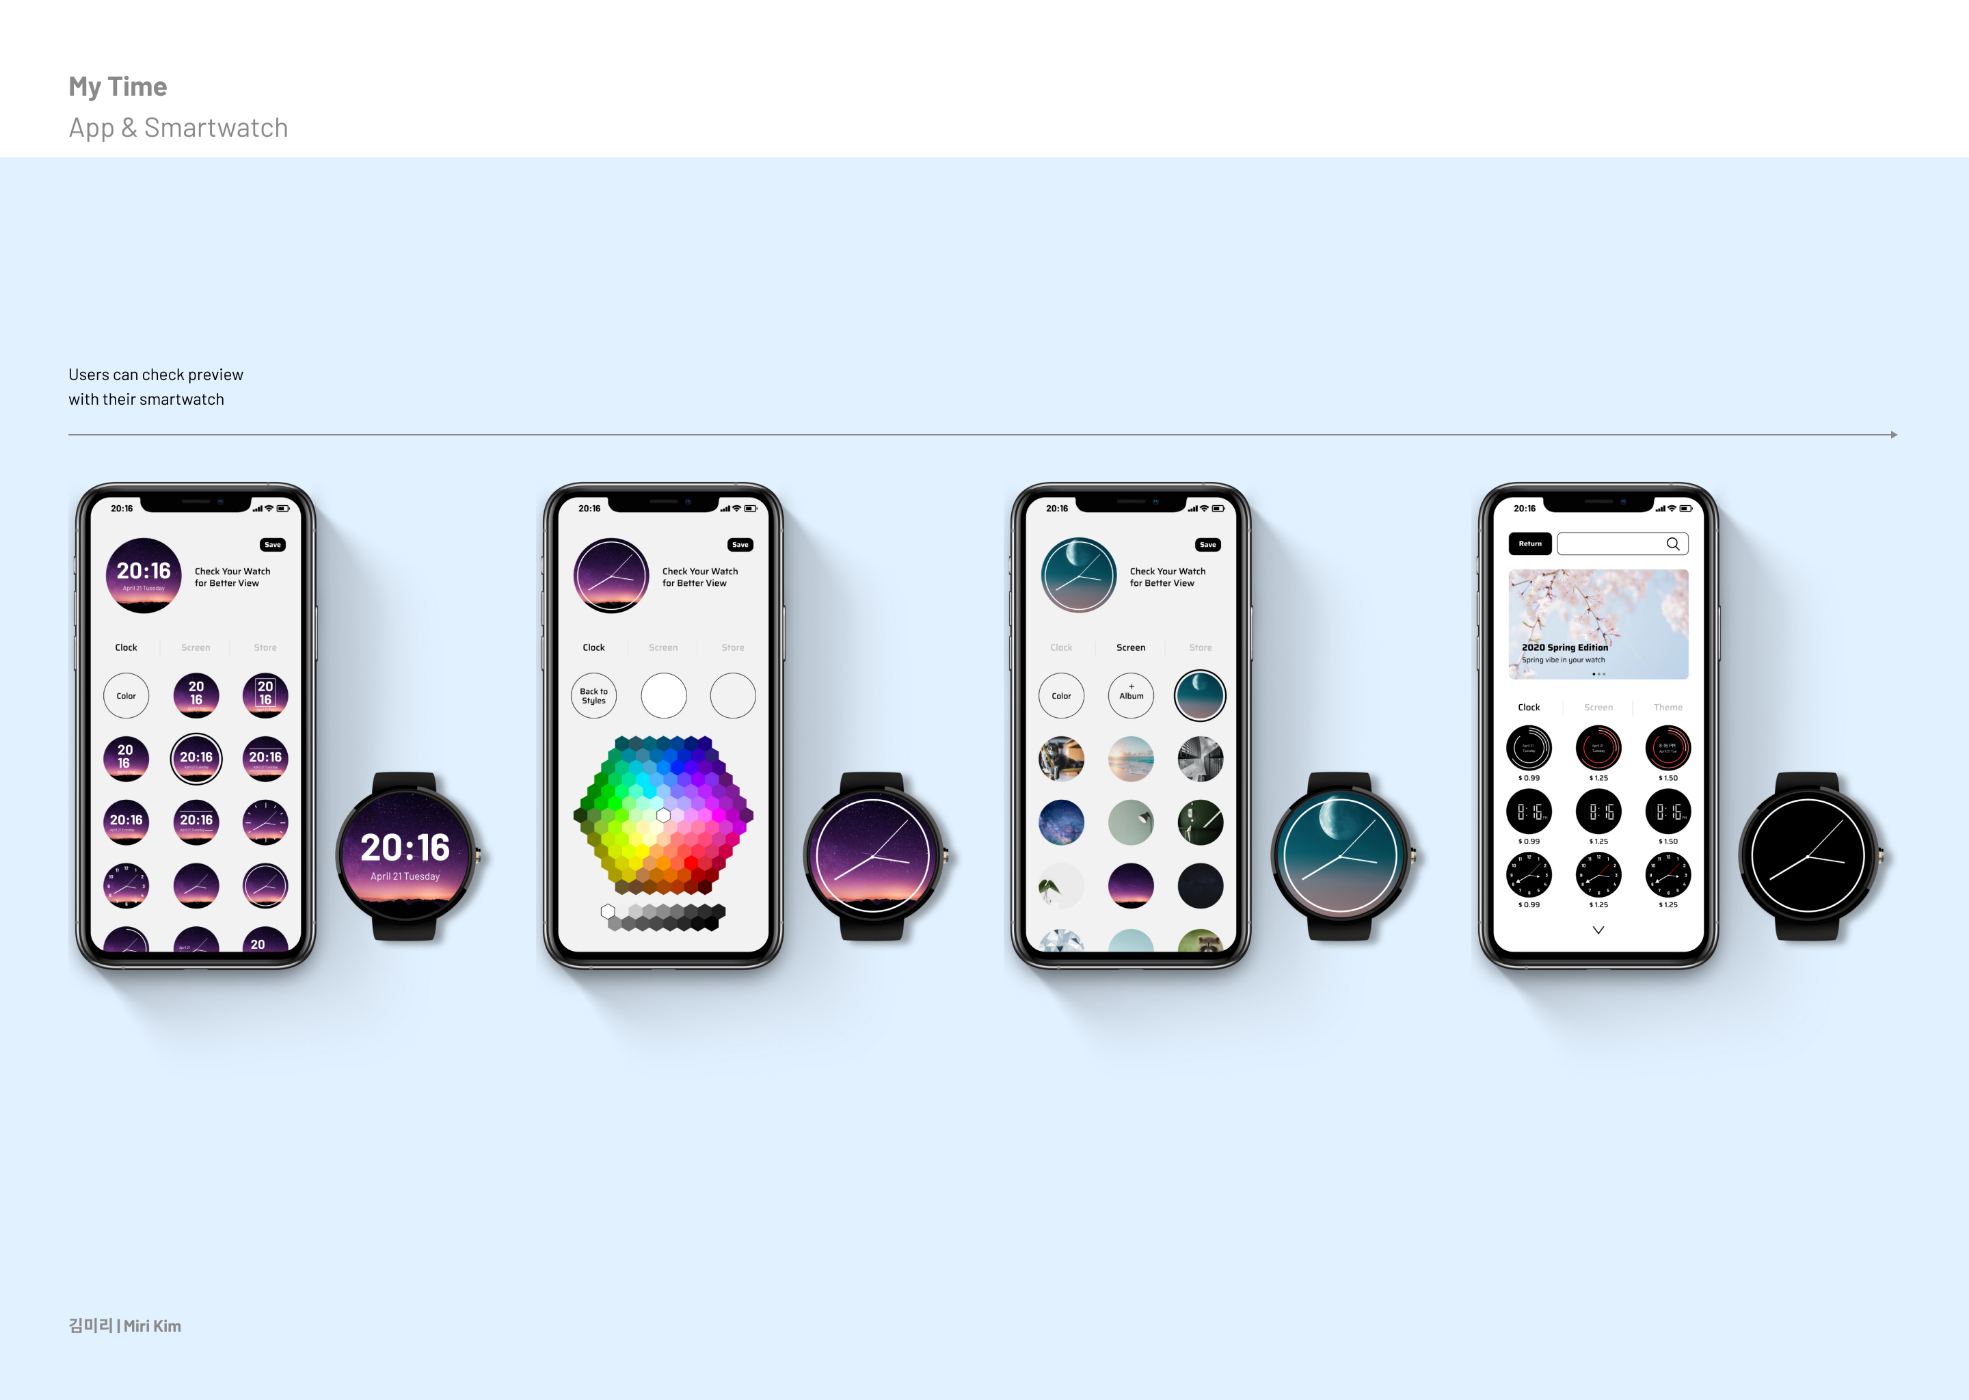 My Time
App & Smartwatch
Users can check preview
with their smartwatch
20:16
Save
20:16
April 21 Tuesday
Check Your Watch
for Better View
Clock
Screen
Store
Color
20
16
20
16
20
16
20:16
20:16
20:16
20:16
20
20:16
April 21 Tuesday
20:16
Save
Check Your Watch
for Better View
Clock
Screen
Store
Back to
Styles
20:16
Save
Check Your Watch
for Better View
Clock
Screen
Store
Color
+
Album
20:16
Return
2020 Spring Edition
Spring vibe in your watch
Clock
Screen
Theme
$ 0.99
$ 1.25
$ 1.50
8:16
8:16
8:16
$ 0.99
$ 1.25
$ 1.50
$ 0.99
$ 1.25
$ 1.25
김미리 | Miri Kim